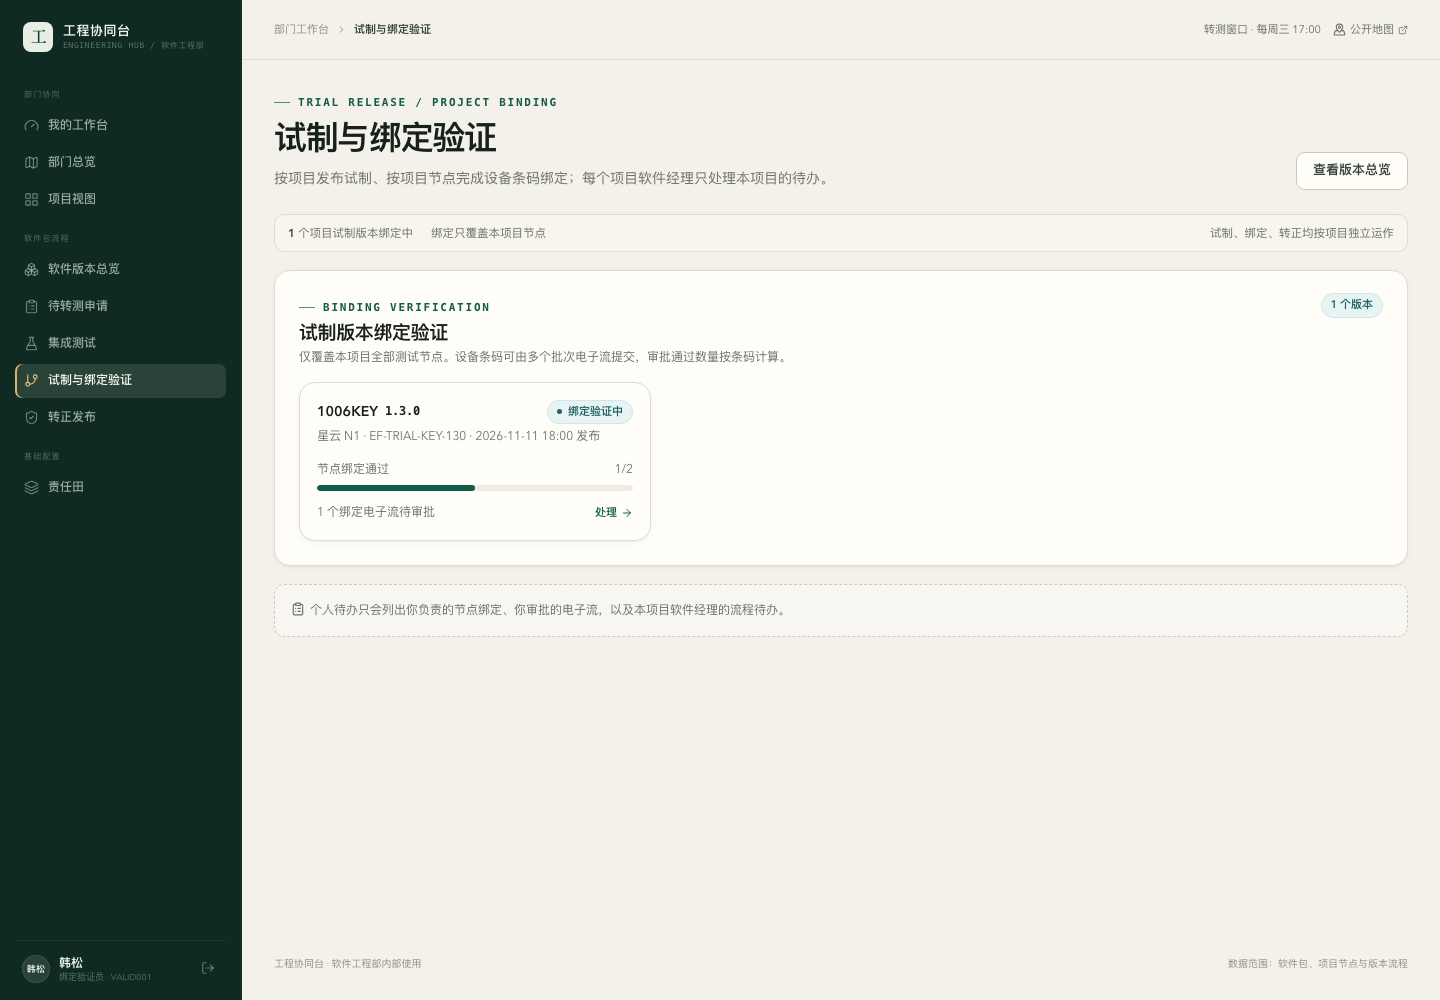 工
工程协同台
ENGINEERING HUB / 软件工程部
部门协同
我的工作台
部门总览
项目视图
软件包流程
软件版本总览
待转测申请
集成测试
试制与绑定验证
转正发布
基础配置
责任田
韩松
韩松
绑定验证员 · VALID001
部门工作台
试制与绑定验证
转测窗口 · 每周三 17:00
公开地图
TRIAL RELEASE / PROJECT BINDING
试制与绑定验证
按项目发布试制、按项目节点完成设备条码绑定；每个项目软件经理只处理本项目的待办。
查看版本总览
1 个项目试制版本绑定中 绑定只覆盖本项目节点
试制、绑定、转正均按项目独立运作
BINDING VERIFICATION
1 个版本
试制版本绑定验证
仅覆盖本项目全部测试节点。设备条码可由多个批次电子流提交，审批通过数量按条码计算。
1006KEY 1.3.0
绑定验证中
星云 N1 · EF-TRIAL-KEY-130 · 2026-11-11 18:00 发布
节点绑定通过
1/2
1 个绑定电子流待审批
处理
个人待办只会列出你负责的节点绑定、你审批的电子流，以及本项目软件经理的流程待办。
工程协同台 · 软件工程部内部使用
数据范围：软件包、项目节点与版本流程